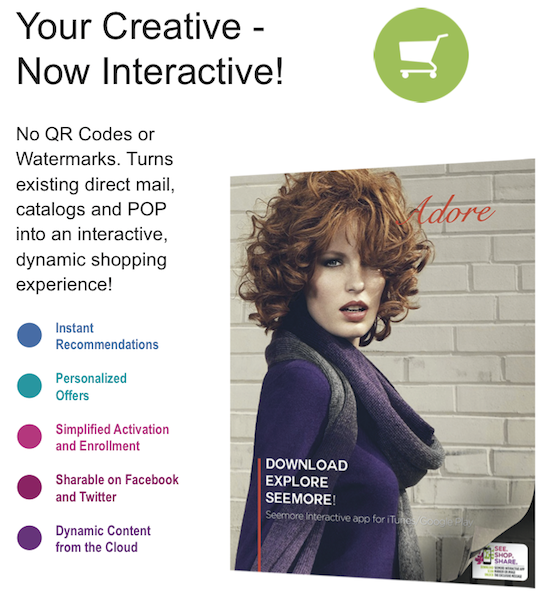 Your Creative -
Now Interactive!
No QR Codes or
Watermarks. Turns
existing direct mail,
catalogs and POP
into an interactive,
dynamic shopping
experience!
Instant
Recommendations
Personalized
Offers
Simplified Activation
and Enrollment
Sharable on Facebook
and Twitter
Dynamic Content
from the Cloud
Adore
DOWNLOAD
EXPLORE
SEEMORE!
Seemore Interactive app for iTunes Google Play
SEE.
SHOP.
SHARE.